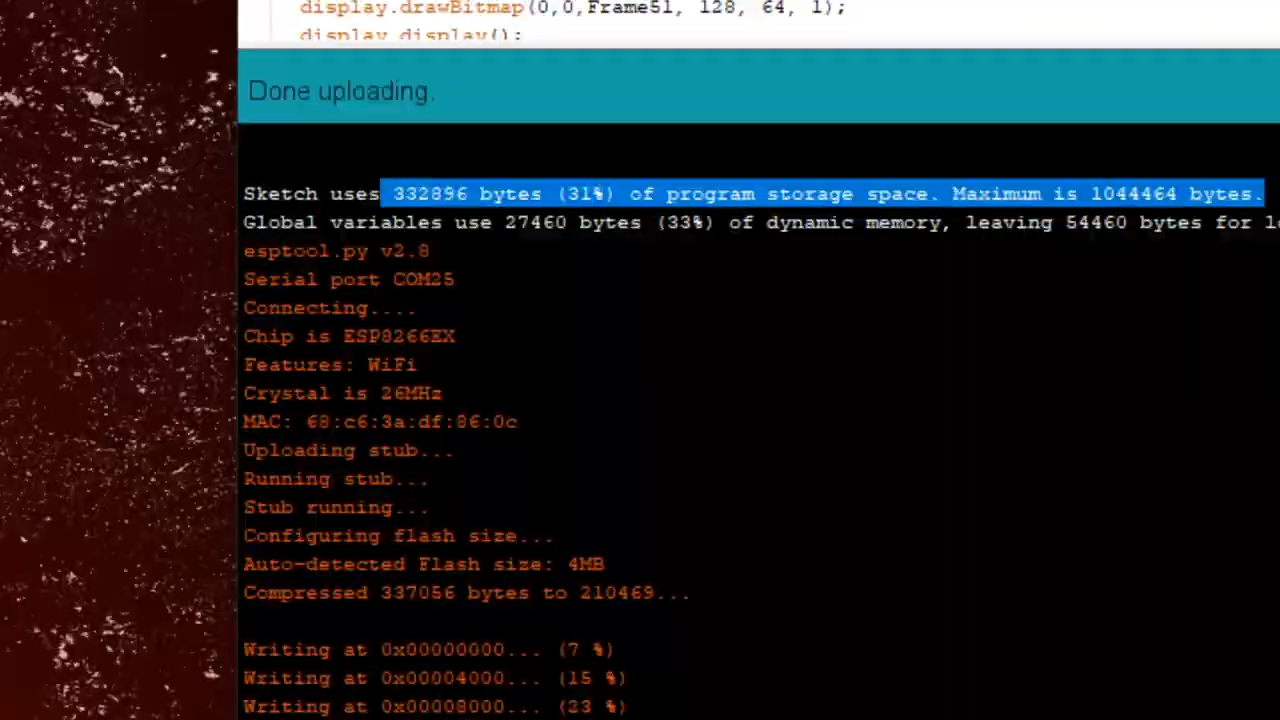 display.drawBitmap(0,0,Frame51, 128, 64, 1);
display.display();
Done uploading.
Sketch uses 332896 bytes (31%) of program storage space. Maximum is 1044464 bytes.
Global variables use 27460 bytes (33%) of dynamic memory, leaving 54460 bytes for
esptool.py v2.8
Serial port COM25
Connecting....
Chip is ESP8266EX
Features: WiFi
Crystal is 26MHz
MAC: 68:c6:3a:df:86:0c
Uploading stub...
Running stub...
Stub running...
Configuring flash size...
Auto-detected Flash size: 4MB
Compressed 337056 bytes to 210469...
Writing at 0x00000000... (7 %)
Writing at 0x00004000... (15 %)
Writing at 0x00008000... (23 %)